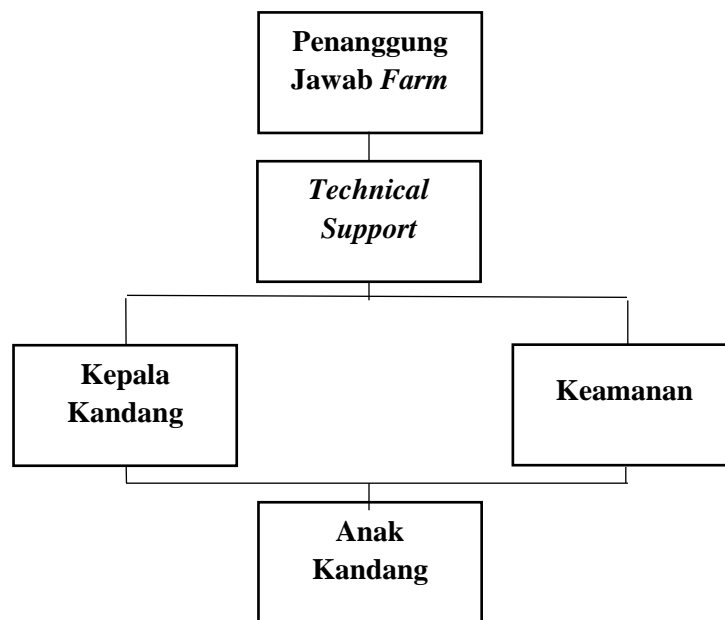 Penanggung
Jawab Farm
Technical
Support
Kepala
Kandang
Keamanan
Anak
Kandang